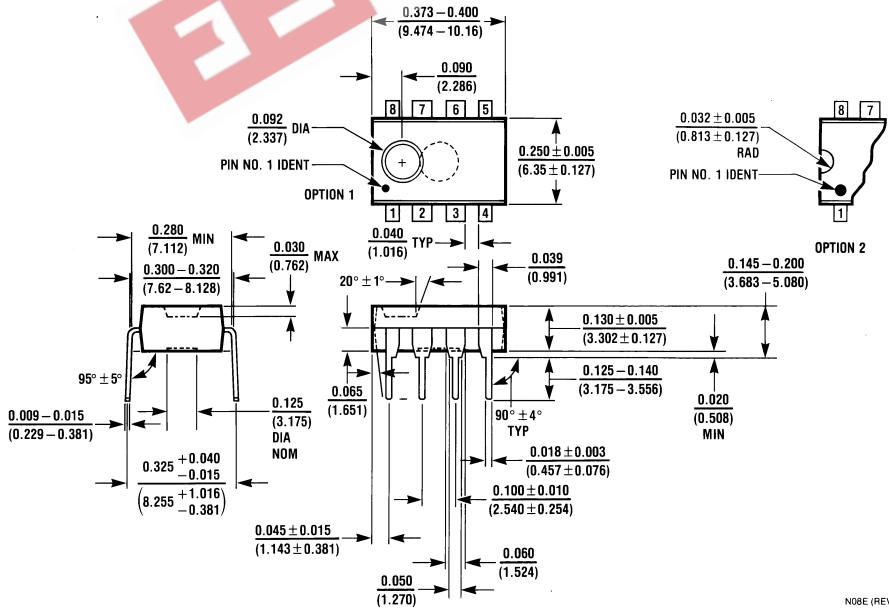 0.373 – 0.400
(9.474 – 10.16)
0.090
(2.286)
8 7 6 5
0.092 DIA
(2.337)
PIN NO. 1 IDENT
OPTION 1
0.250 ± 0.005
(6.35 ± 0.127)
1 2 3 4
0.032 ± 0.005
(0.813 ± 0.127)
RAD
PIN NO. 1 IDENT
8 7
1
OPTION 2
0.280 MIN
(7.112)
0.300 – 0.320
(7.62 – 8.128)
0.030 MAX
(0.762)
0.040 TYP
(1.016)
20° ± 1°
0.039
(0.991)
0.145 – 0.200
(3.683 – 5.080)
0.130 ± 0.005
(3.302 ± 0.127)
0.125 – 0.140
(3.175 – 3.556)
0.020
(0.508)
MIN
95° ± 5°
0.009 – 0.015
(0.229 – 0.381)
0.125
(3.175)
DIA
NOM
0.065
(1.651)
90° ± 4°
TYP
0.325 +0.040
-0.015
(8.255 +1.016
-0.381)
0.018 ± 0.003
(0.457 ± 0.076)
0.100 ± 0.010
(2.540 ± 0.254)
0.045 ± 0.015
(1.143 ± 0.381)
0.060
(1.524)
0.050
(1.270)
N08E (REV